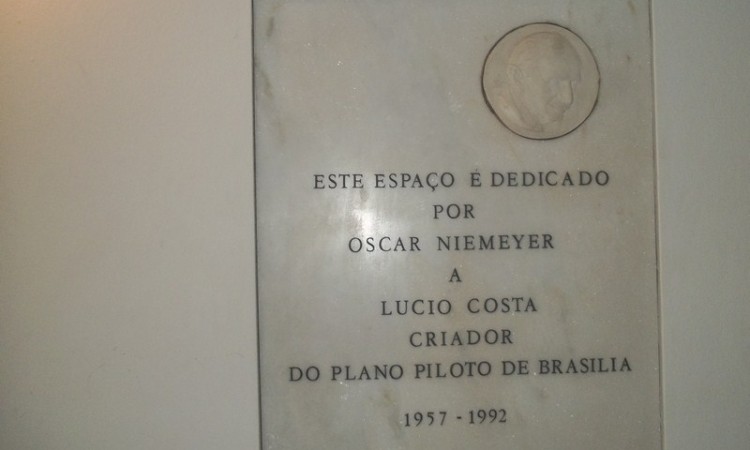 ESTE ESPAÇO É DEDICADO
POR
OSCAR NIEMEYER
A
LUCIO COSTA
CRIADOR
DO PLANO PILOTO DE BRASILIA
1957 - 1992